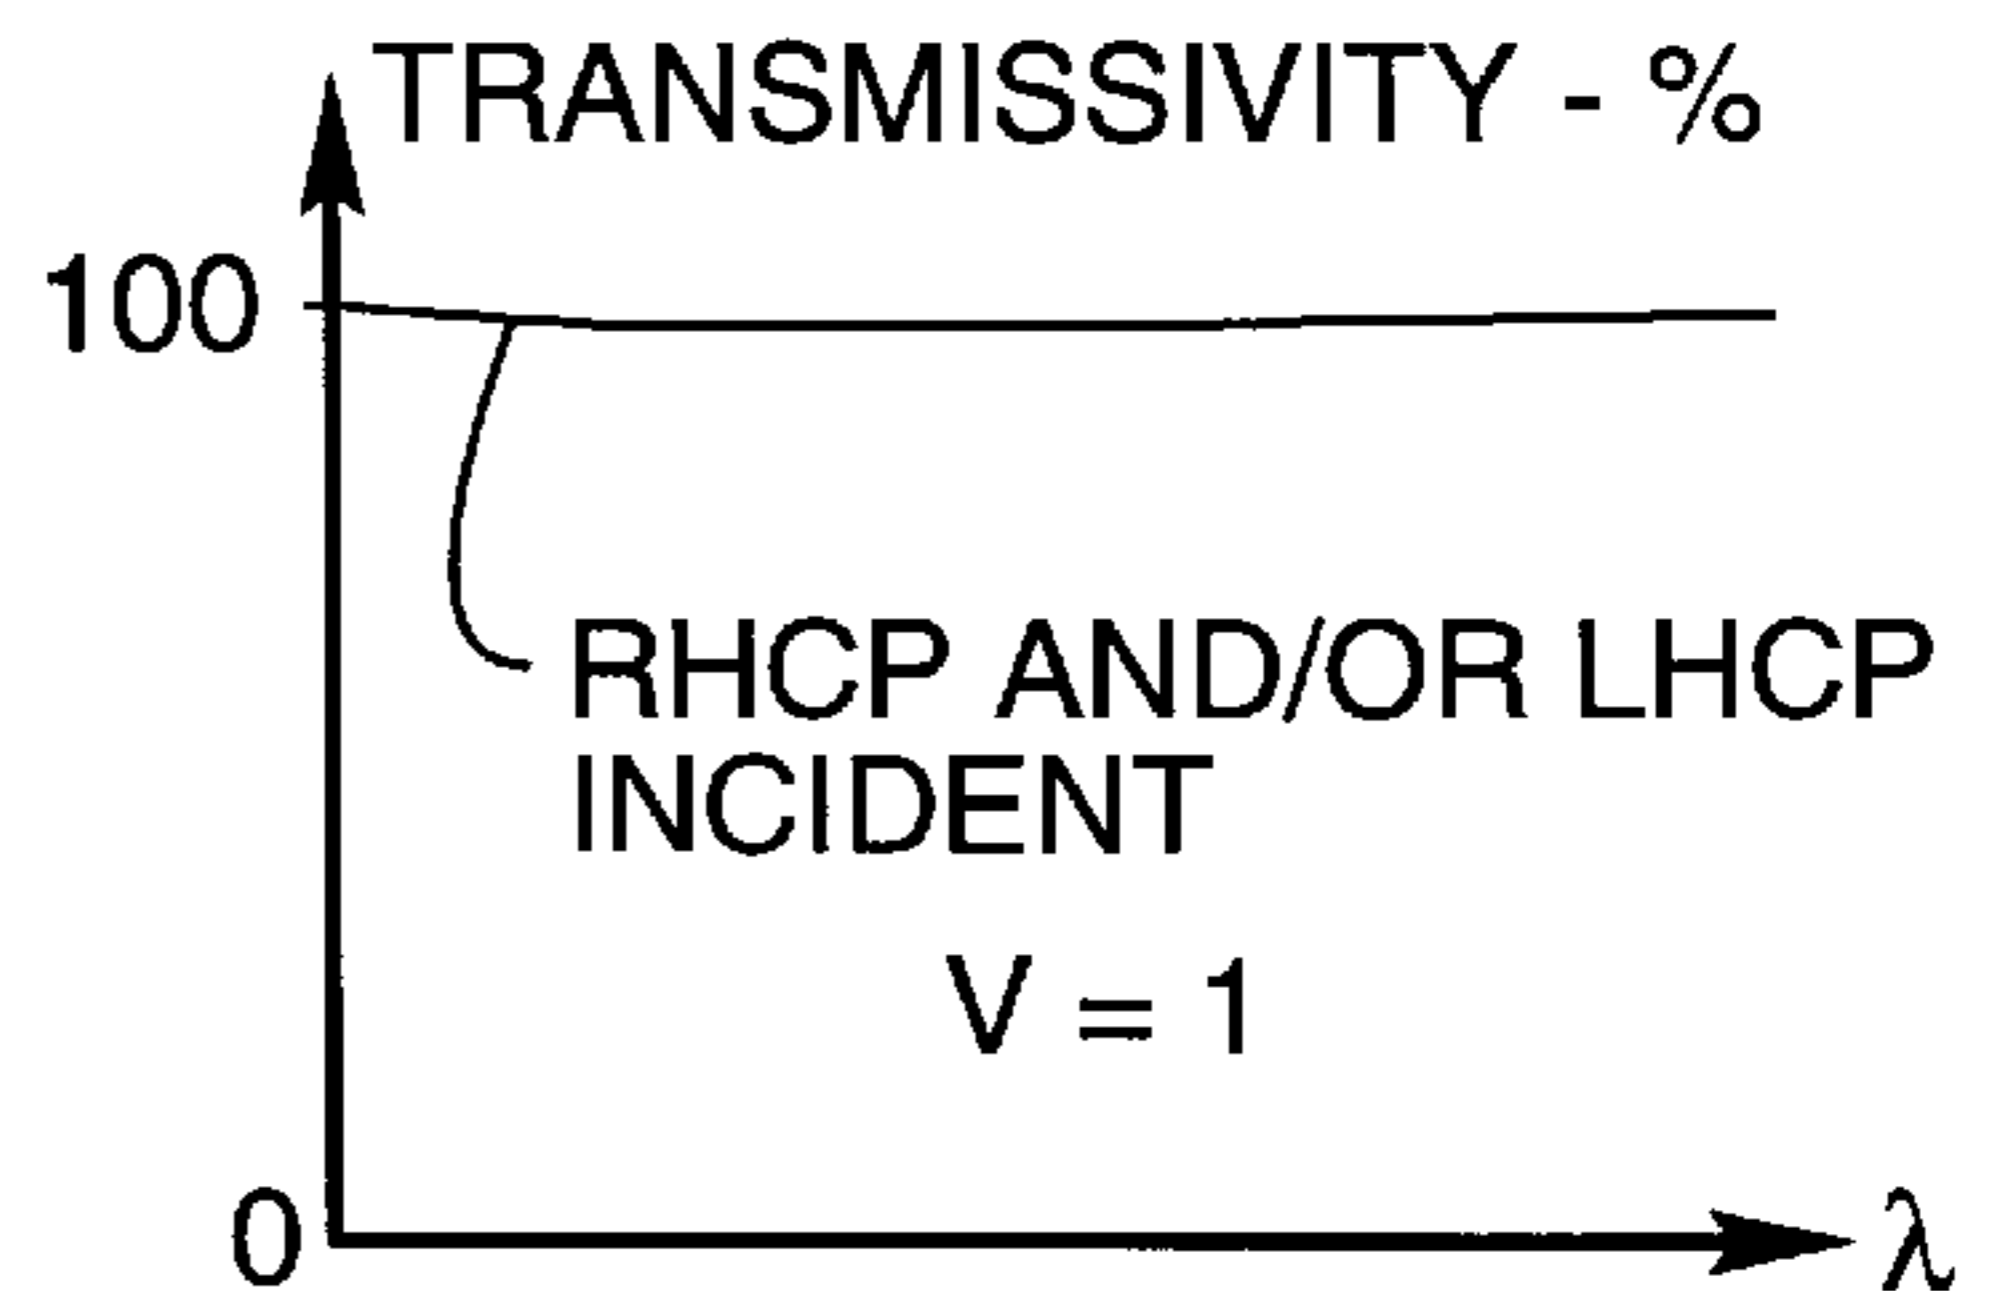 TRANSMISSIVITY - %
100
RHCP AND/OR LHCP
INCIDENT
V = 1
0
λ